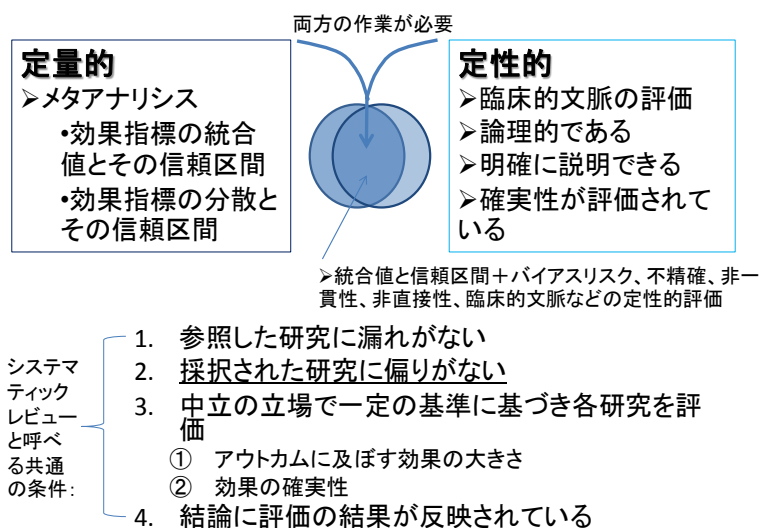 両方の作業が必要
定量的
➢メタアナリシス
•効果指標の統合
値とその信頼区間
•効果指標の分散と
その信頼区間
定性的
➢臨床的文脈の評価
➢論理的である
➢明確に説明できる
➢確実性が評価されて
いる
➢統合値と信頼区間＋バイアスリスク、不精確、非一
貫性、非直接性、臨床的文脈などの定性的評価
システマ
ティック
レビュー
と呼べ
る共通
の条件：
1. 参照した研究に漏れがない
2. 採択された研究に偏りがない
3. 中立の立場で一定の基準に基づき各研究を評
価
① アウトカムに及ぼす効果の大きさ
② 効果の確実性
4. 結論に評価の結果が反映されている